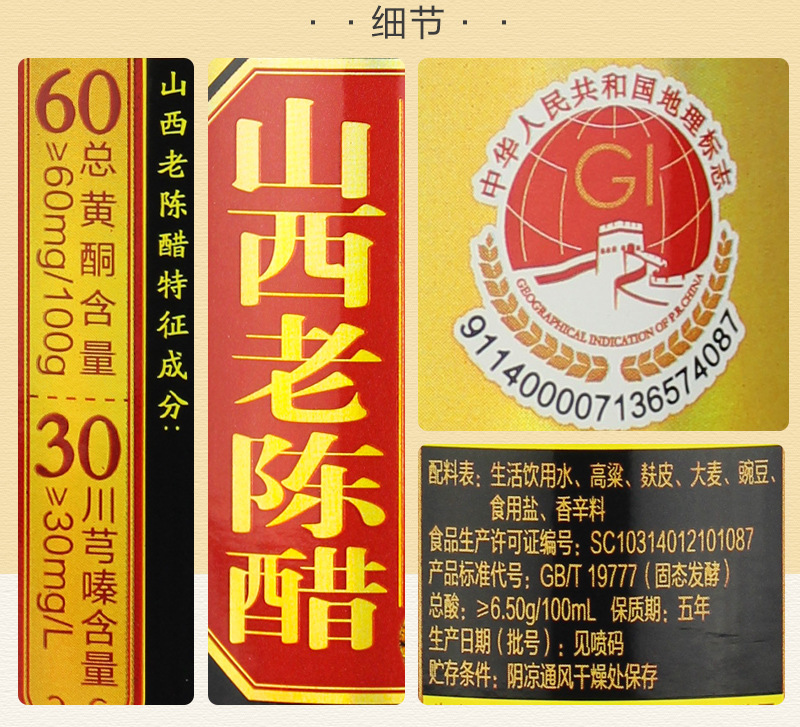 · · 细节 · ·
山西老陈醋特征成分:
60
总黄酮含量
≥60mg/100g
30
川芎嗪含量
≥30mg/L
山西老陈醋
中华人民共和国地理标志
GI
GEOGRAPHICAL INDICATION OF P.R.CHINA
911400007136574087
配料表：生活饮用水、高粱、麸皮、大麦、豌豆、
食用盐、香辛料
食品生产许可证编号：SC10314012101087
产品标准代号：GB/T 19777（固态发酵）
总酸：≥6.50g/100mL 保质期：五年
生产日期（批号）：见喷码
贮存条件：阴凉通风干燥处保存